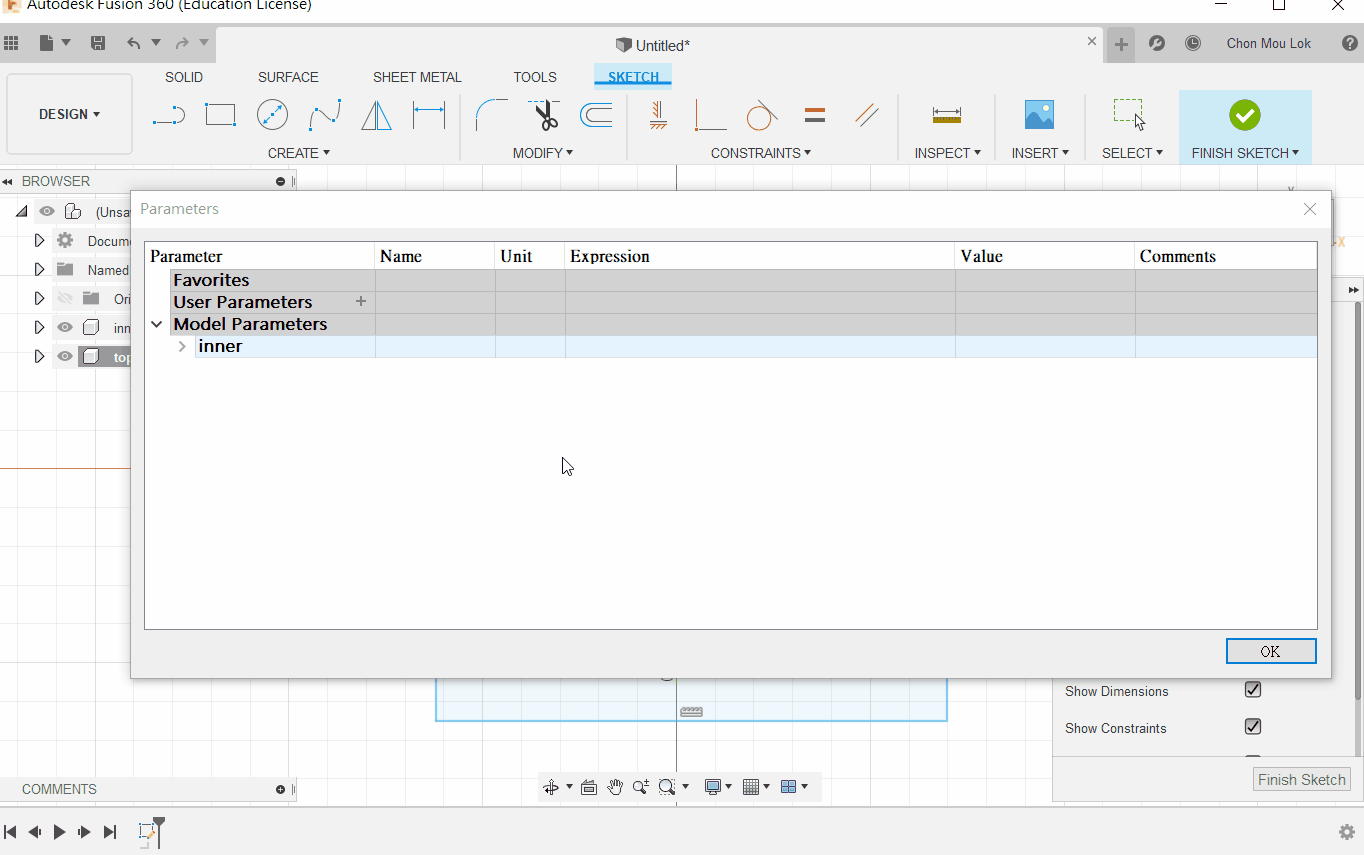 Autodesk Fusion 360 (Education License)
Untitled*
Chon Mou Lok
DESIGN
SOLID SURFACE SHEET METAL TOOLS SKETCH
CREATE MODIFY CONSTRAINTS INSPECT INSERT SELECT FINISH SKETCH
BROWSER
(Unsa
Docum
Named
Ori
inn
top
Parameters
Parameter Name Unit Expression Value Comments
Favorites
User Parameters +
Model Parameters
inner
OK
X
Show Dimensions
Show Constraints
Finish Sketch
COMMENTS